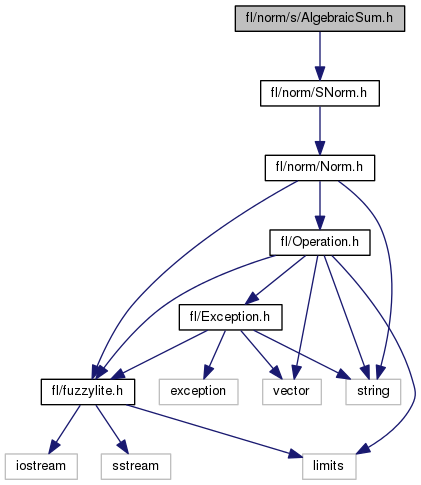 fl/norm/s/AlgebraicSum.h
fl/norm/SNorm.h
fl/norm/Norm.h
fl/Operation.h
fl/Exception.h
fl/fuzzylite.h
exception
vector
string
iostream
sstream
limits